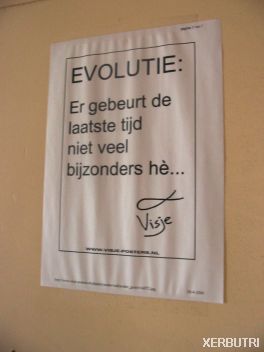 EVOLUTIE:
Er gebeurt de
laatste tijd
niet veel
bijzonders hè...
Visje
WWW.VISJE-POSTERS.NL
XERBUTRI